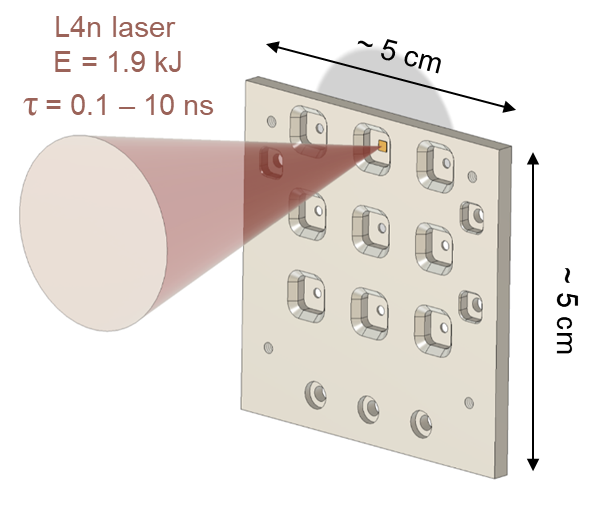 L4n laser
E = 1.9 kJ
τ = 0.1 – 10 ns
~ 5 cm
~ 5 cm